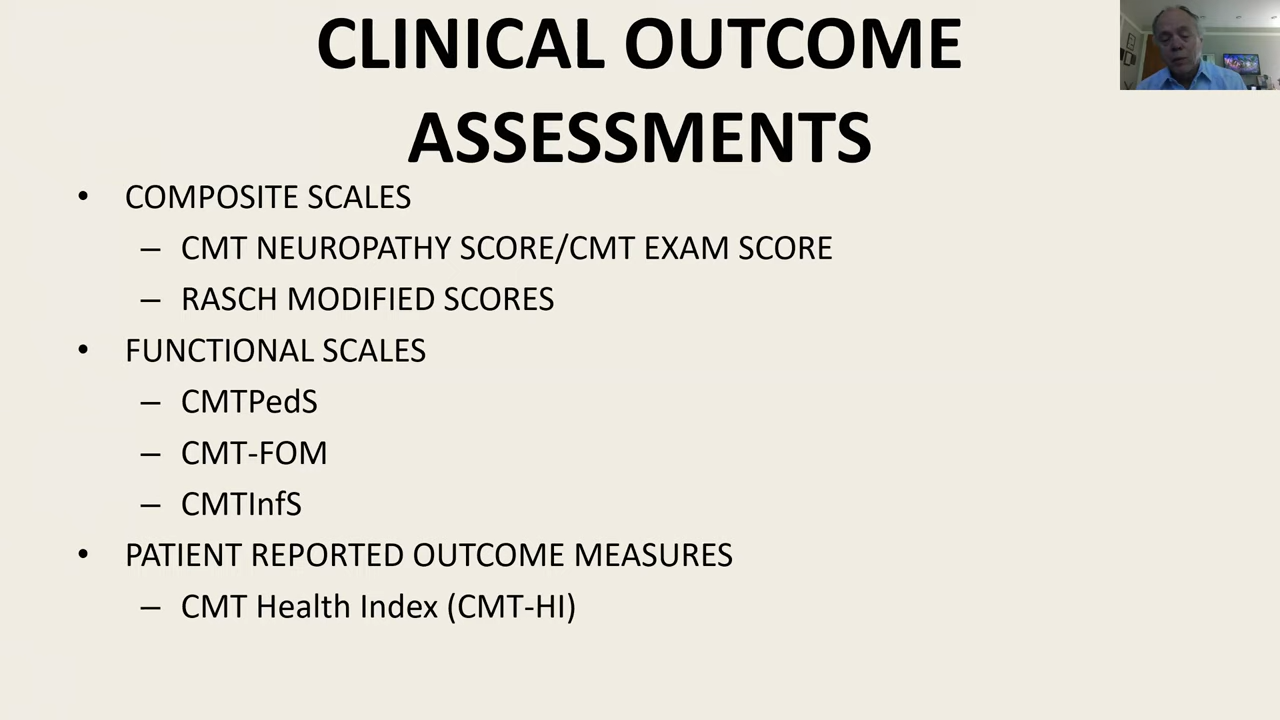 CLINICAL OUTCOME
ASSESSMENTS
• COMPOSITE SCALES
– CMT NEUROPATHY SCORE/CMT EXAM SCORE
– RASCH MODIFIED SCORES
• FUNCTIONAL SCALES
– CMTPedS
– CMT-FOM
– CMTInfS
• PATIENT REPORTED OUTCOME MEASURES
– CMT Health Index (CMT-HI)